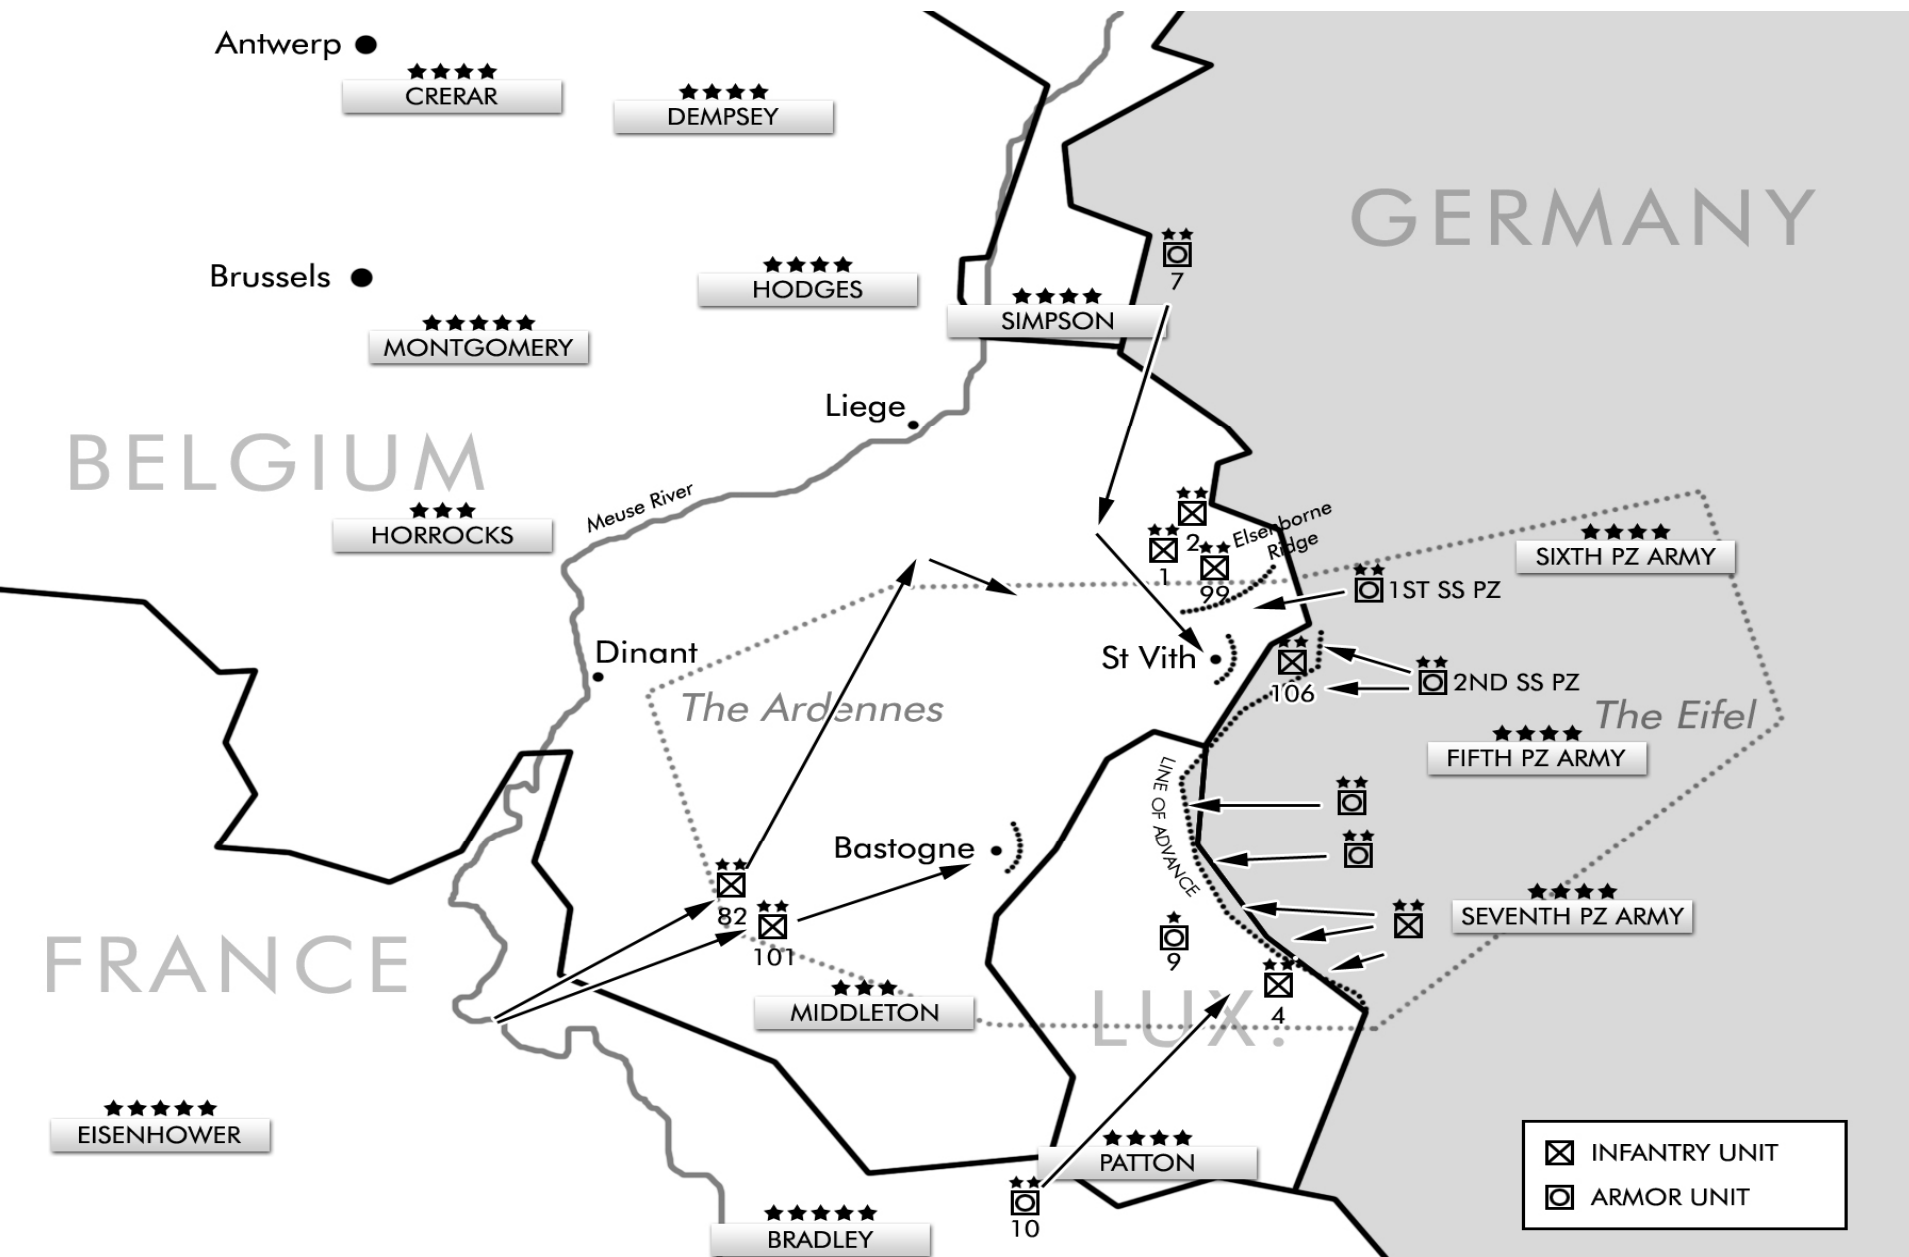 Antwerp
CRERAR
DEMPSEY
GERMANY
7
Brussels
HODGES
SIMPSON
MONTGOMERY
Liege
BELGIUM
Meuse River
HORROCKS
2
1
99
Elsenborne
Ridge
SIXTH PZ ARMY
1ST SS PZ
Dinant
St Vith
106
2ND SS PZ
The Ardennes
The Eifel
FIFTH PZ ARMY
LINE OF ADVANCE
Bastogne
82
101
SEVENTH PZ ARMY
FRANCE
9
MIDDLETON
LUX.
4
EISENHOWER
PATTON
10
BRADLEY
INFANTRY UNIT
ARMOR UNIT